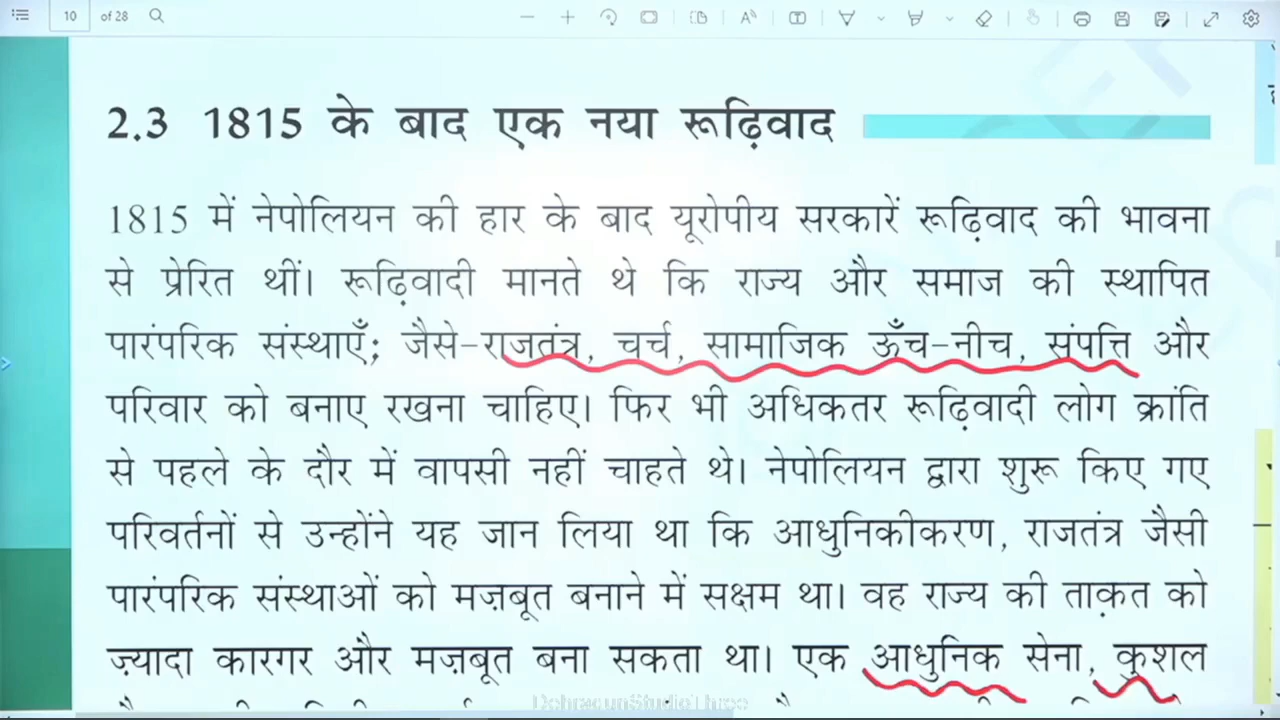 10 of 28
2.3 1815 के बाद एक नया रूढ़िवाद
1815 में नेपोलियन की हार के बाद यूरोपीय सरकारें रूढ़िवाद की भावना
से प्रेरित थीं। रूढ़िवादी मानते थे कि राज्य और समाज की स्थापित
पारंपरिक संस्थाएँ; जैसे-राजतंत्र, चर्च, सामाजिक ऊँच-नीच, संपत्ति और
परिवार को बनाए रखना चाहिए। फिर भी अधिकतर रूढ़िवादी लोग क्रांति
से पहले के दौर में वापसी नहीं चाहते थे। नेपोलियन द्वारा शुरू किए गए
परिवर्तनों से उन्होंने यह जान लिया था कि आधुनिकीकरण, राजतंत्र जैसी
पारंपरिक संस्थाओं को मज़बूत बनाने में सक्षम था। वह राज्य की ताक़त को
ज़्यादा कारगर और मज़बूत बना सकता था। एक आधुनिक सेना, कुशल